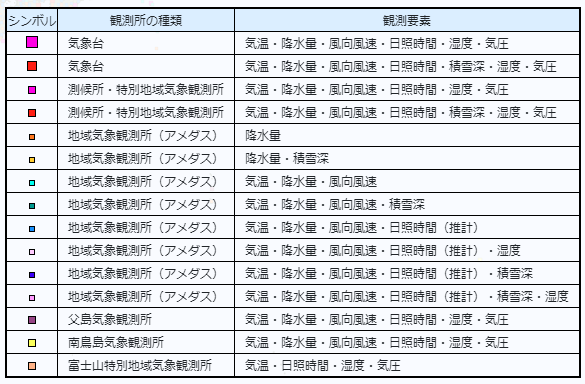 シンボル 観測所の種類 観測要素
気象台 気温・降水量・風向風速・日照時間・湿度・気圧
気象台 気温・降水量・風向風速・日照時間・積雪深・湿度・気圧
測候所・特別地域気象観測所 気温・降水量・風向風速・日照時間・湿度・気圧
測候所・特別地域気象観測所 気温・降水量・風向風速・日照時間・積雪深・湿度・気圧
地域気象観測所（アメダス） 降水量
地域気象観測所（アメダス） 降水量・積雪深
地域気象観測所（アメダス） 気温・降水量・風向風速
地域気象観測所（アメダス） 気温・降水量・風向風速・積雪深
地域気象観測所（アメダス） 気温・降水量・風向風速・日照時間（推計）
地域気象観測所（アメダス） 気温・降水量・風向風速・日照時間（推計）・湿度
地域気象観測所（アメダス） 気温・降水量・風向風速・日照時間（推計）・積雪深
地域気象観測所（アメダス） 気温・降水量・風向風速・日照時間（推計）・積雪深・湿度
父島気象観測所 気温・降水量・風向風速・日照時間・湿度・気圧
南鳥島気象観測所 気温・降水量・風向風速・日照時間・湿度・気圧
富士山特別地域気象観測所 気温・日照時間・湿度・気圧